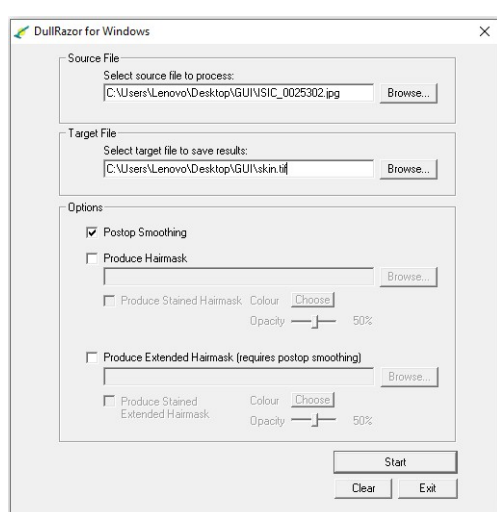 DullRazor for Windows
Source File
Select source file to process:
C:\Users\Lenovo\Desktop\GUI\ISIC_0025302.jpg Browse...
Target File
Select target file to save results:
C:\Users\Lenovo\Desktop\GUI\skin.tif Browse...
Options
Postop Smoothing
Produce Hairmask
Browse...
Produce Stained Hairmask Colour Choose
Opacity 50%
Produce Extended Hairmask (requires postop smoothing)
Browse...
Produce Stained Colour Choose
Extended Hairmask
Opacity 50%
Start
Clear Exit